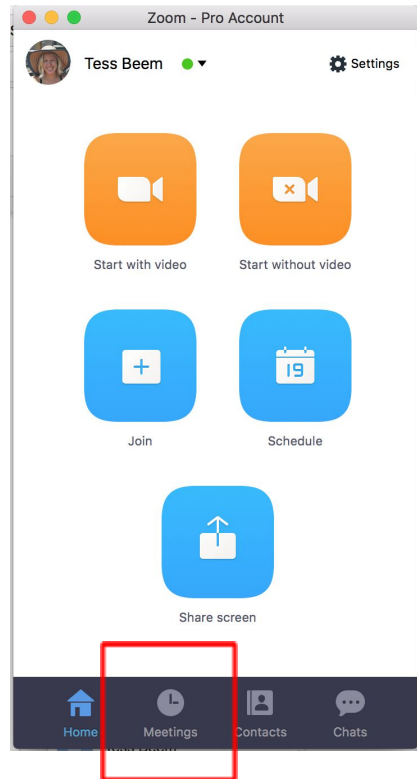 Zoom - Pro Account
Tess Beem
Settings
Start with video
Start without video
19
Join
Schedule
Share screen
Home
Meetings
Contacts
Chats